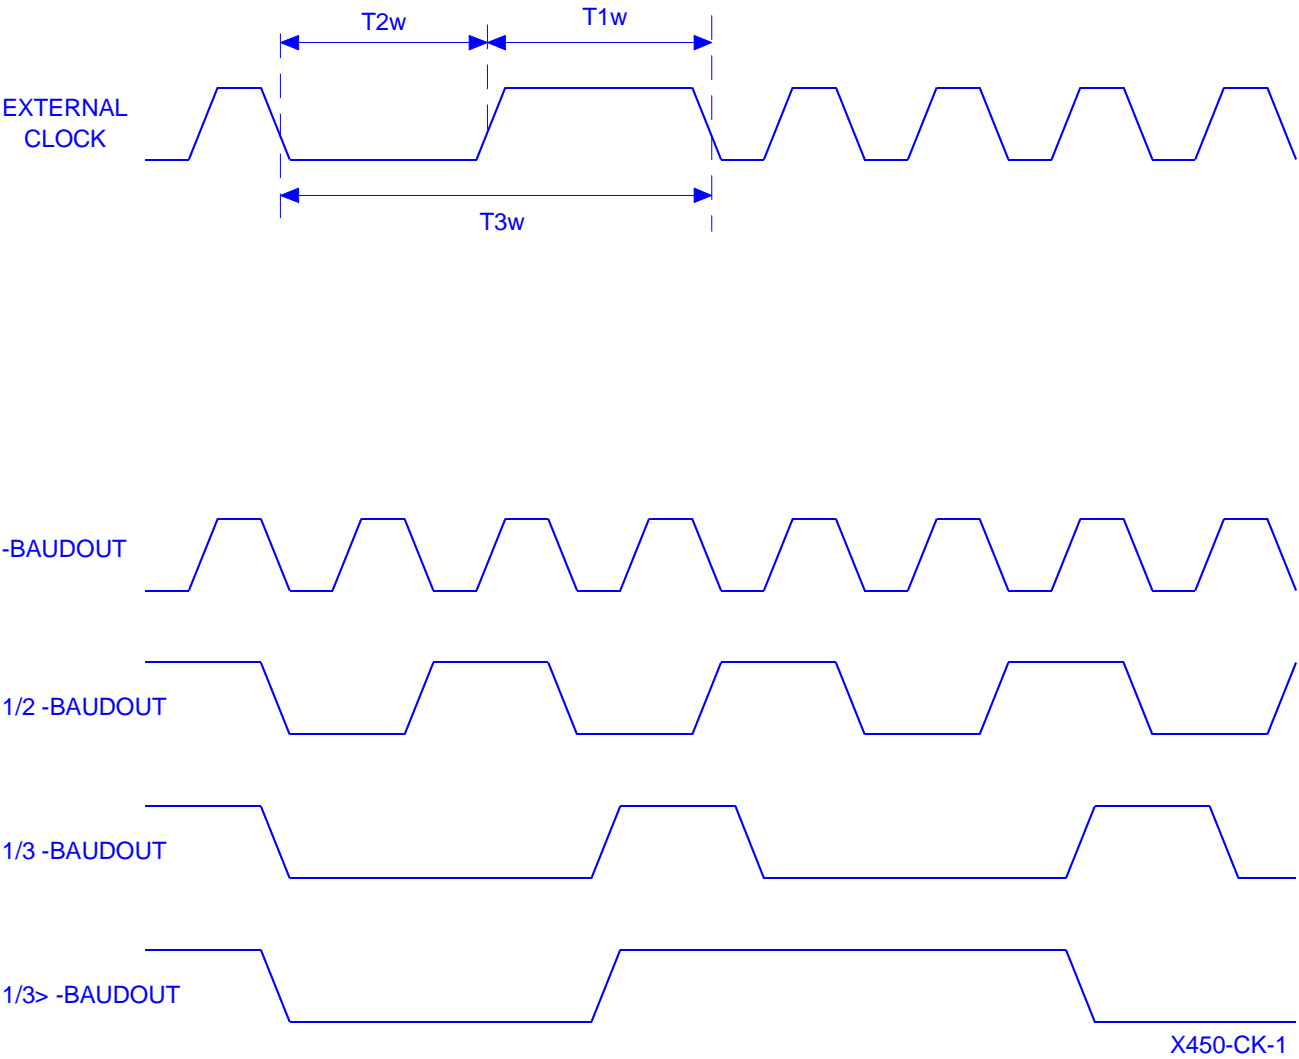 T2w
T1w
EXTERNAL
CLOCK
T3w
-BAUDOUT
1/2 -BAUDOUT
1/3 -BAUDOUT
1/3> -BAUDOUT
X450-CK-1